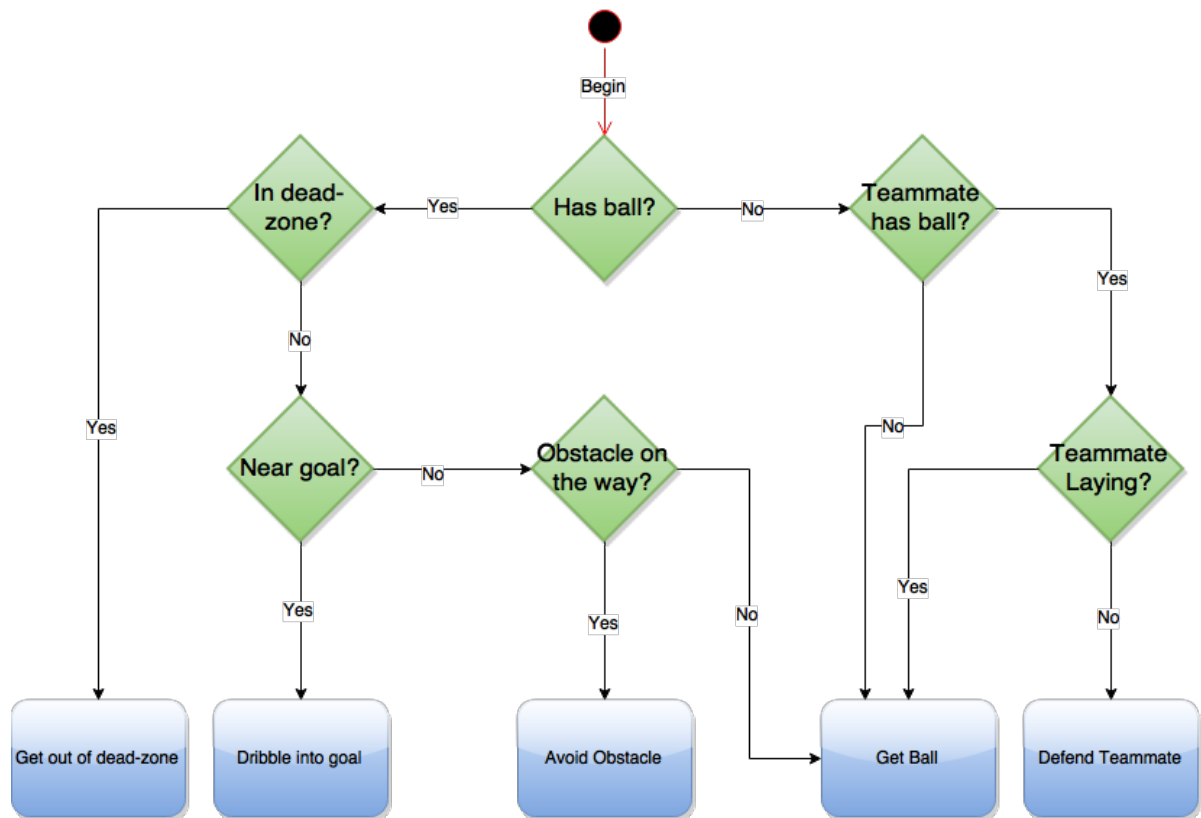 Begin
In dead-
zone?
Yes
Has ball?
No
Teammate
has ball?
Yes
No
Yes
No
Near goal?
No
Obstacle on
the way?
Teammate
Laying?
Yes
Yes
Yes
No
No
Get out of dead-zone
Dribble into goal
Avoid Obstacle
Get Ball
Defend Teammate